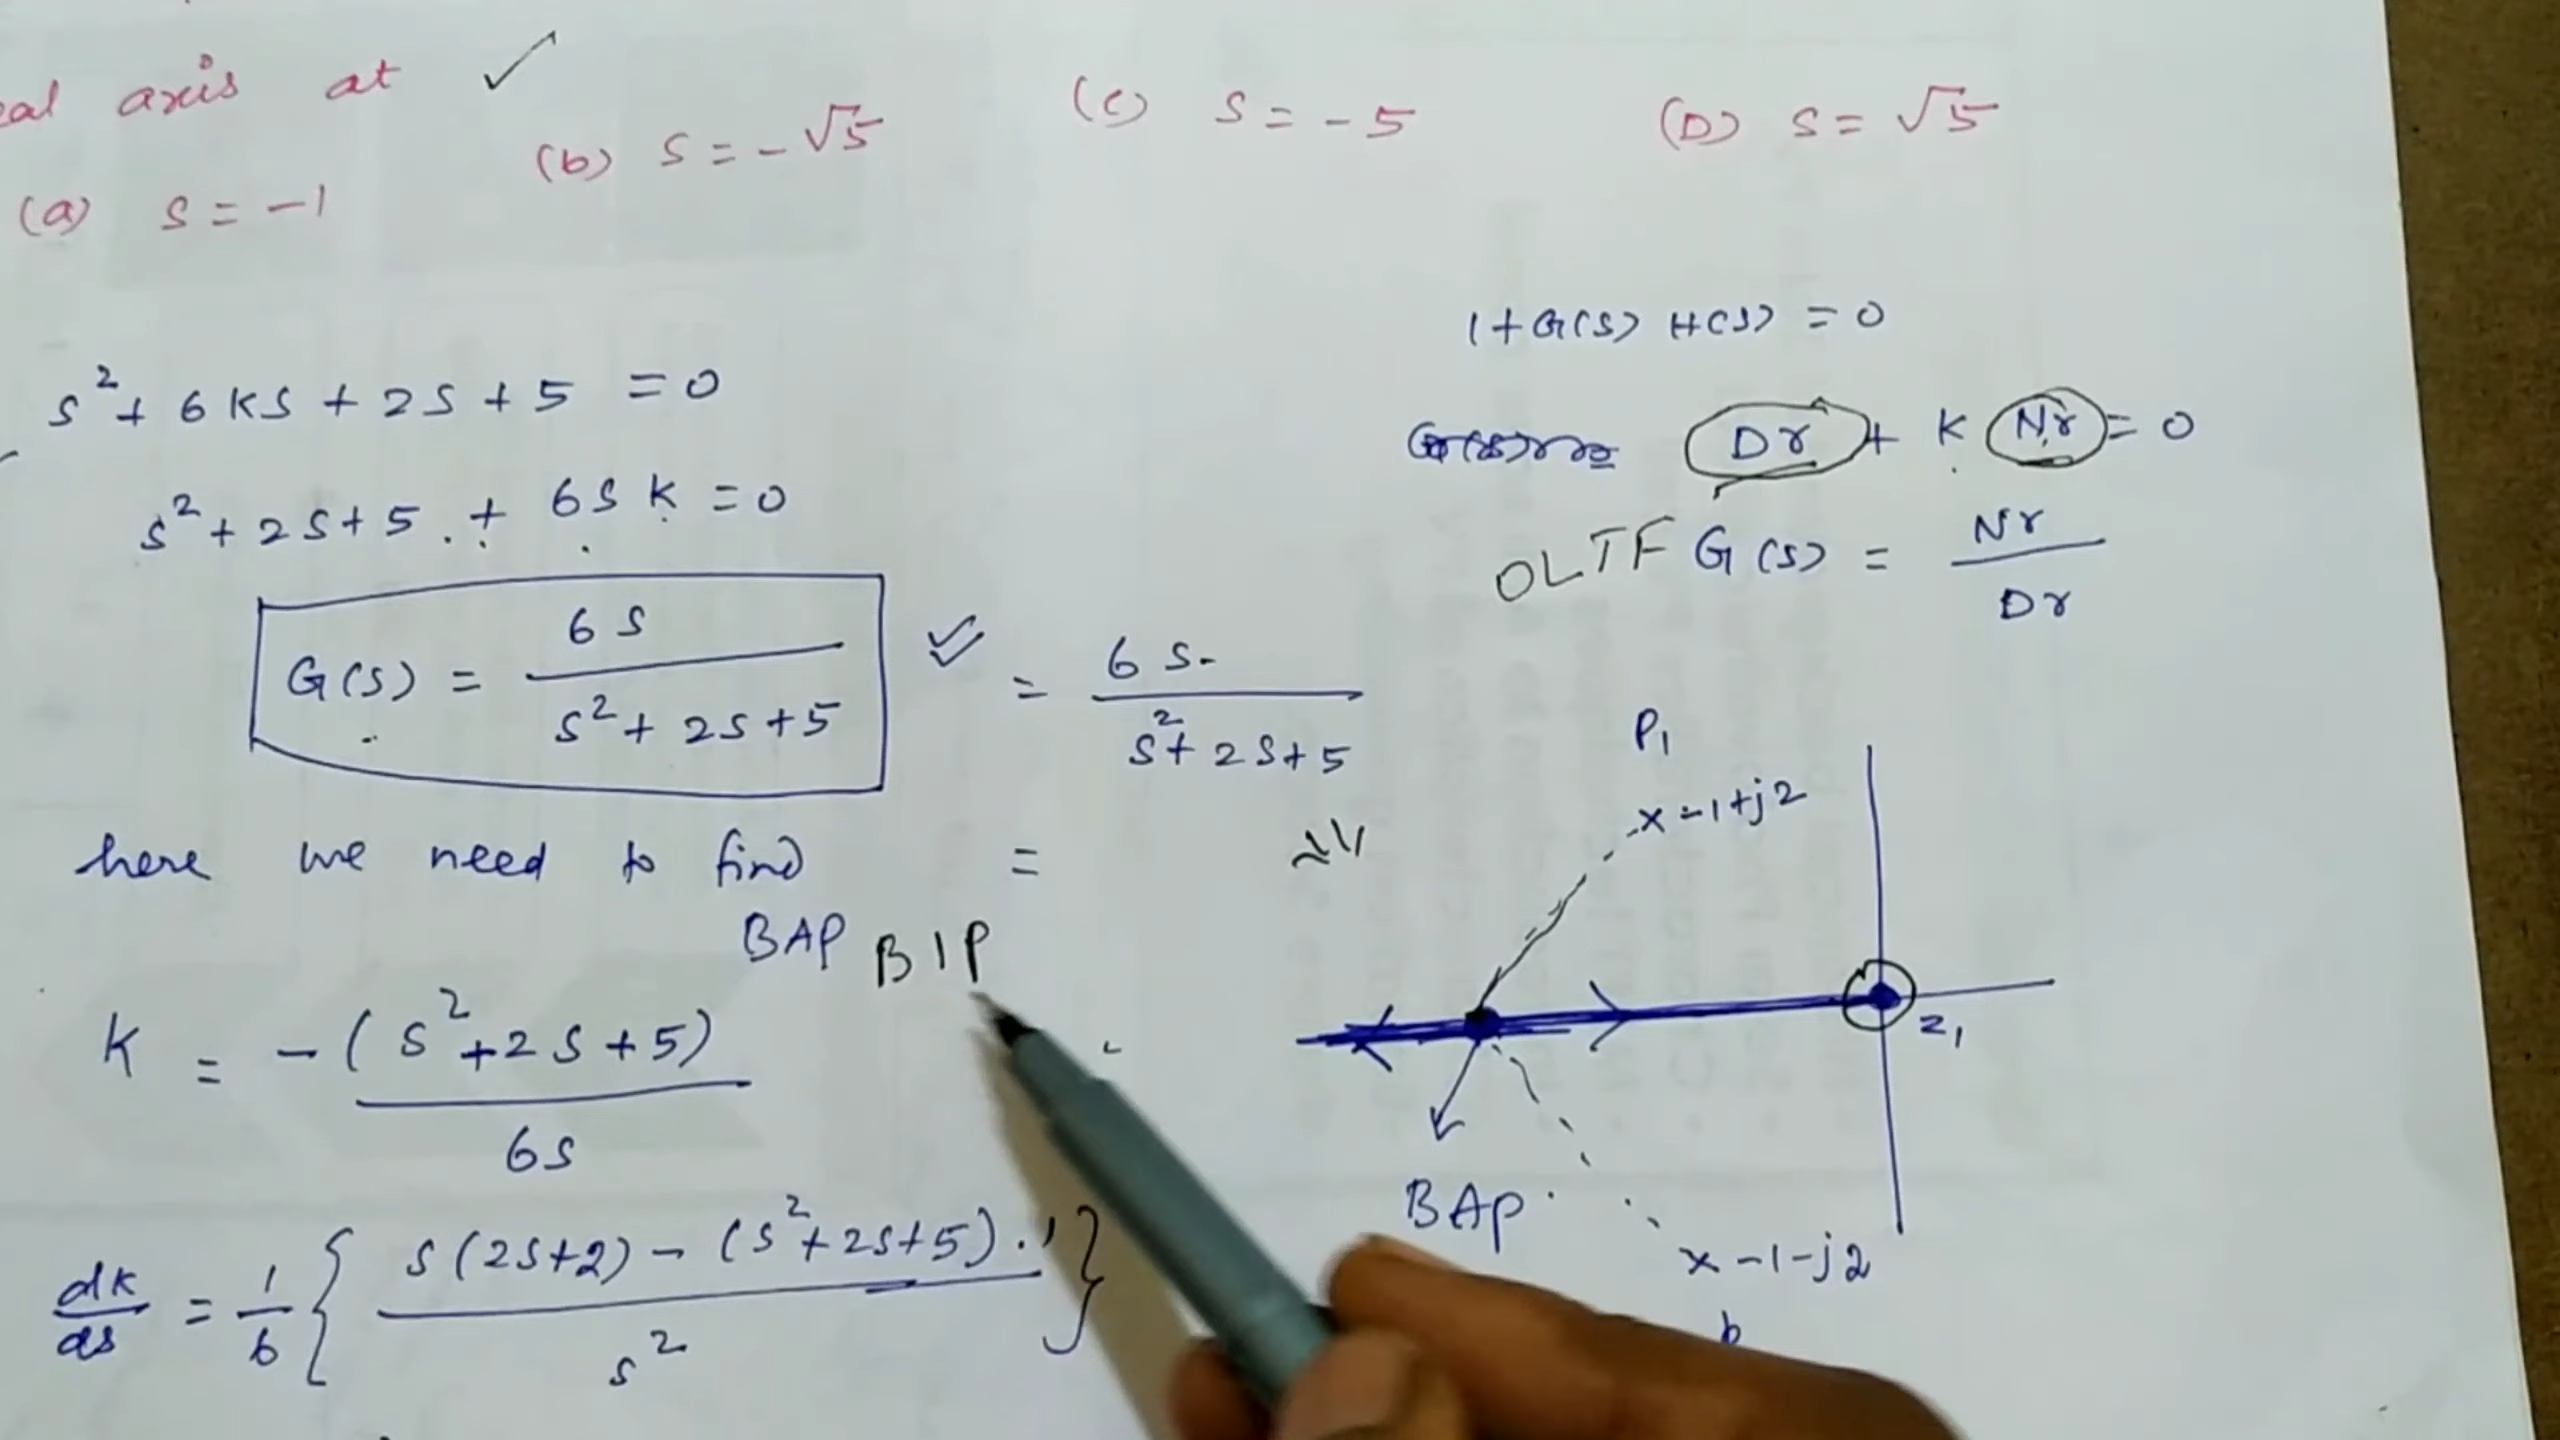 eal axis at ✓
(a) s = -1
(b) s = -√5
(c) s = -5
(D) s = √5
s² + 6KS + 2S + 5 = 0
s² + 2S + 5 + 6S K = 0
G(S) = 6S / s² + 2S + 5
= 6S / s² + 2S + 5
here we need to find =
BAP BIP
K = -(s² + 2S + 5) / 6S
dK/ds = 1/6 { s(2S+2) - (s² + 2S + 5).1 / s² }
1 + G(S) H(S) = 0
Dr + K Nr = 0
OLTF G(S) = Nr / Dr
P₁
x -1+j2
z₁
BAP
x -1-j2